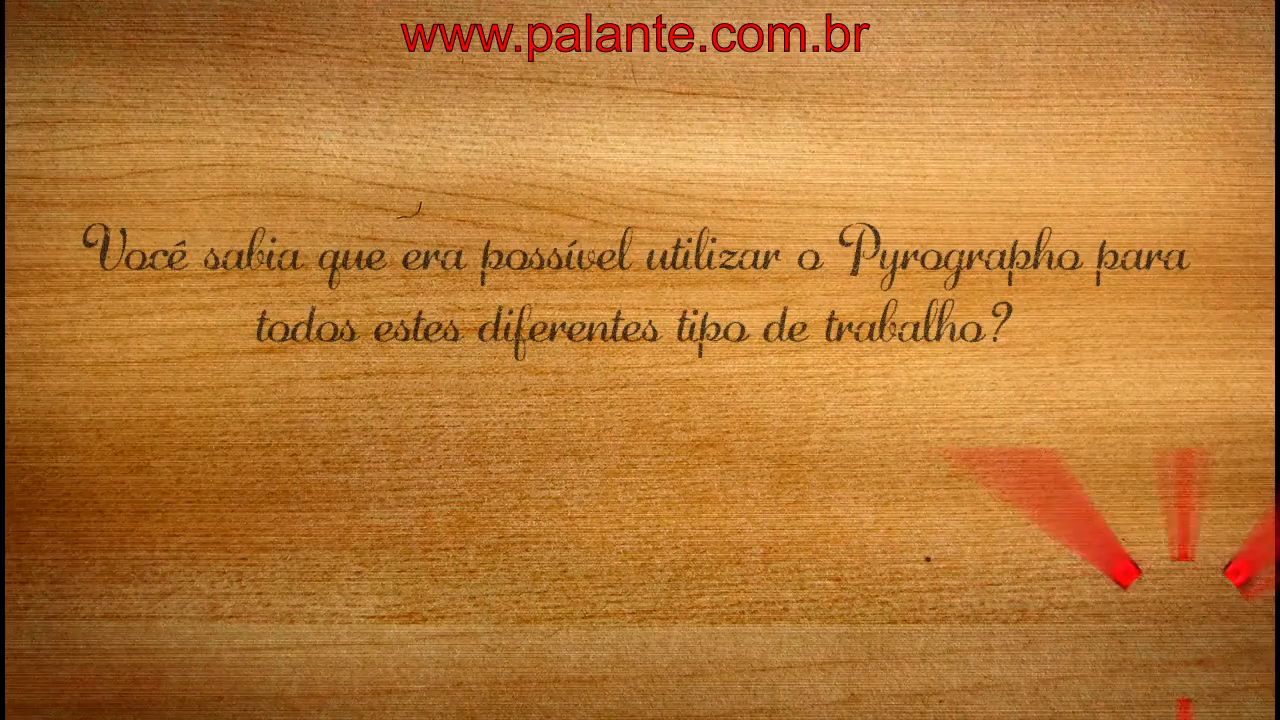 www.palante.com.br
Você sabia que era possível utilizar o Pyrographo para
todos estes diferentes tipo de trabalho?